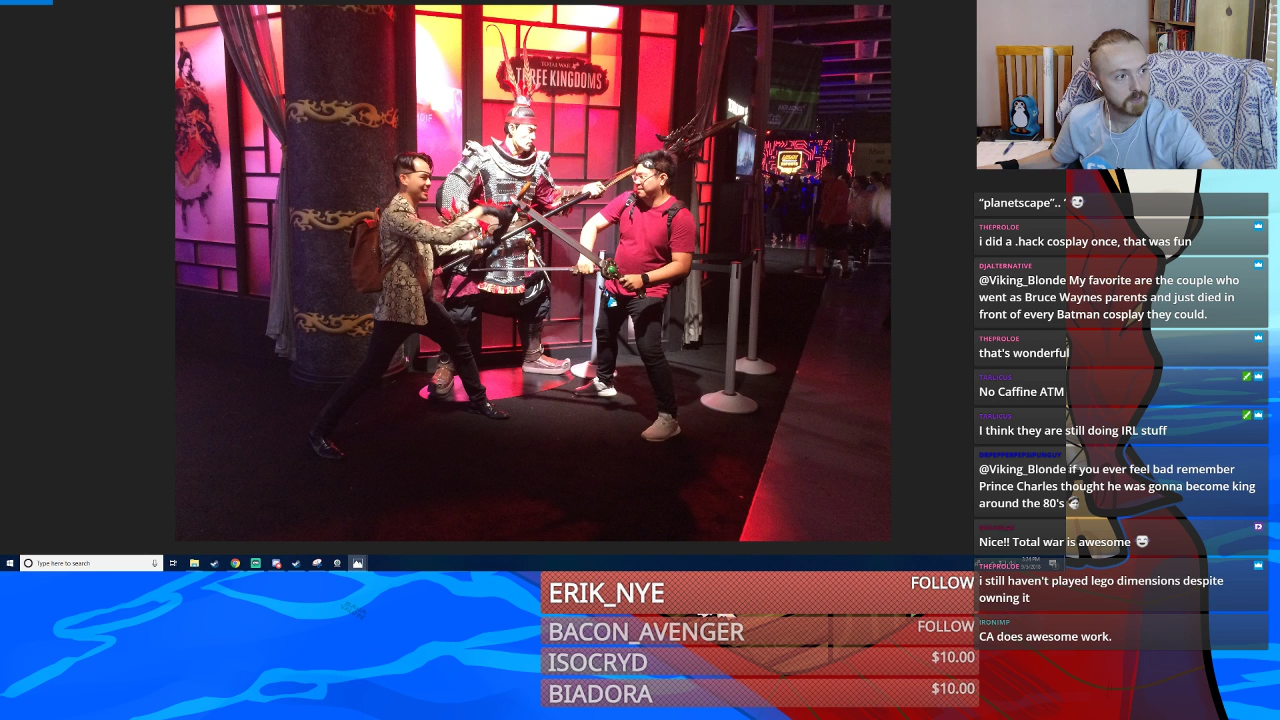 TOTAL WAR
THREE KINGDOMS
"planetscape"..
THEPROLOE
i did a .hack cosplay once, that was fun
DJALTERNATIVE
@Viking_Blonde My favorite are the couple who
went as Bruce Waynes parents and just died in
front of every Batman cosplay they could.
THEPROLOE
that's wonderful
TARLICUS
No Caffine ATM
TARLICUS
I think they are still doing IRL stuff
DRPEPPERPEPSIFUNGUY
@Viking_Blonde if you ever feel bad remember
Prince Charles thought he was gonna become king
around the 80's
Nice!! Total war is awesome
THEPROLOE
i still haven't played lego dimensions despite
owning it
IRONIMP
CA does awesome work.
Type here to search
ERIK_NYE FOLLOW
BACON_AVENGER FOLLOW
ISOCRYD $10.00
BIADORA $10.00